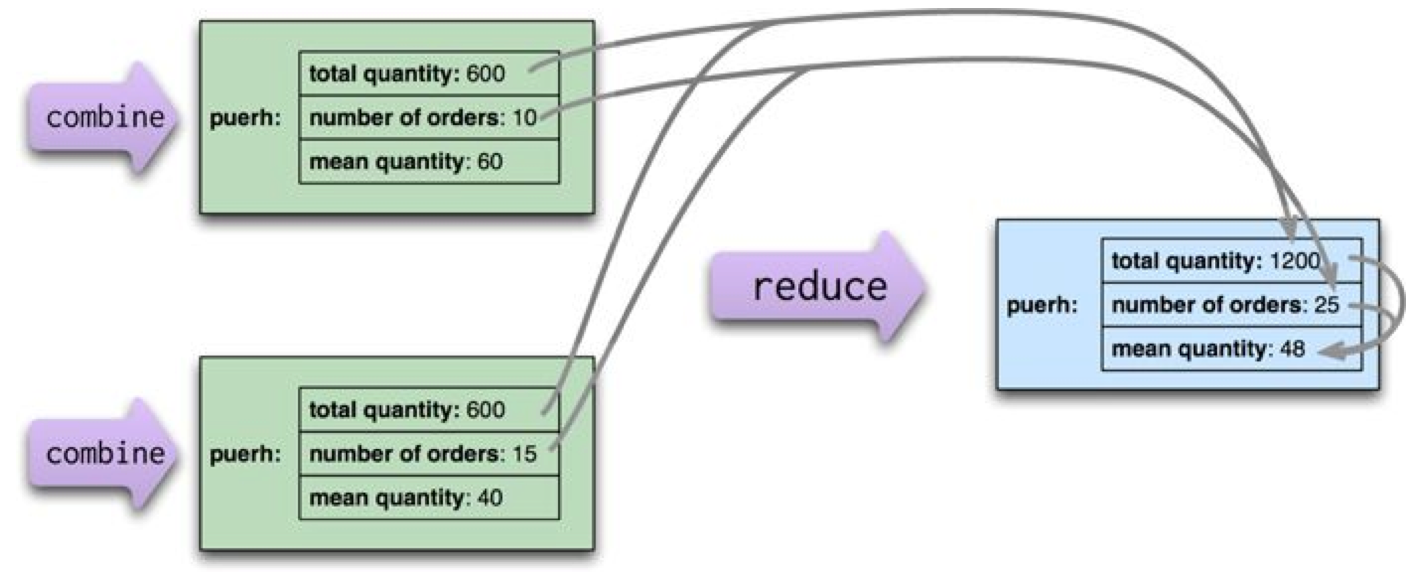 combine
puerh:
total quantity: 600
number of orders: 10
mean quantity: 60
combine
puerh:
total quantity: 600
number of orders: 15
mean quantity: 40
reduce
puerh:
total quantity: 1200
number of orders: 25
mean quantity: 48